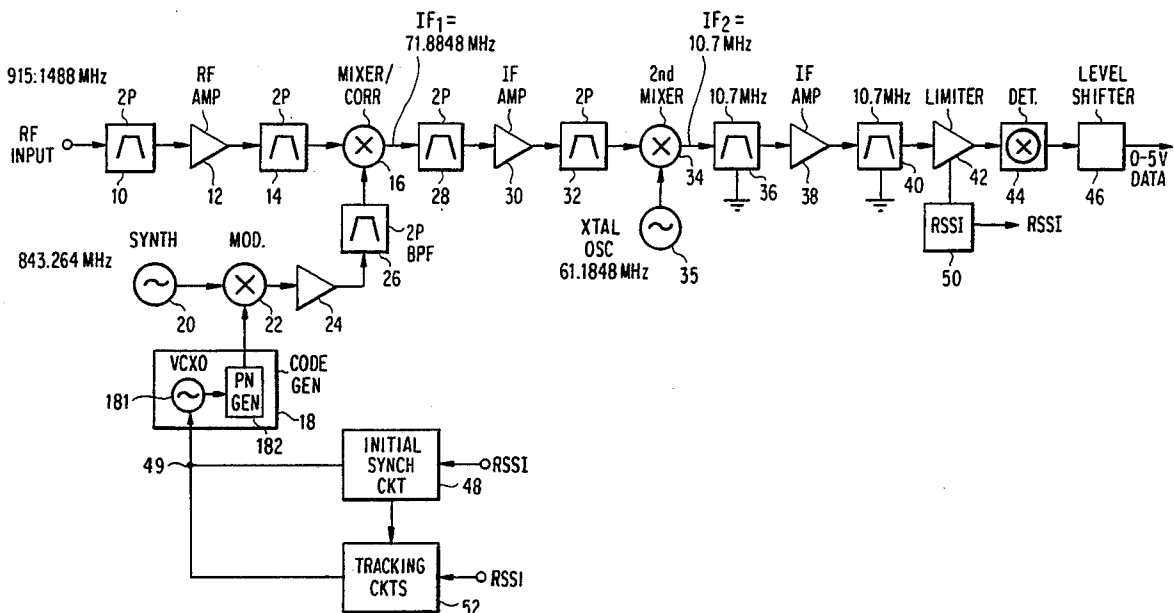 IF1 =
71.8848 MHz
IF2 =
10.7 MHz
915:1488 MHz
RF
AMP
MIXER/
CORR
IF
AMP
2nd
MIXER
IF
AMP
LEVEL
SHIFTER
2P
2P
2P
2P
10.7MHz
10.7MHz
LIMITER
DET.
RF
INPUT
0-5V
DATA
10
12
14
16
28
30
32
34
36
38
40
42
44
46
2P
BPF
26
XTAL
OSC
61.1848 MHz
35
RSSI
RSSI
50
SYNTH
MOD.
843.264 MHz
20
22
24
VCXO
CODE
GEN
PN
GEN
181
18
182
49
INITIAL
SYNCH
CKT
RSSI
48
TRACKING
CKTS
RSSI
52